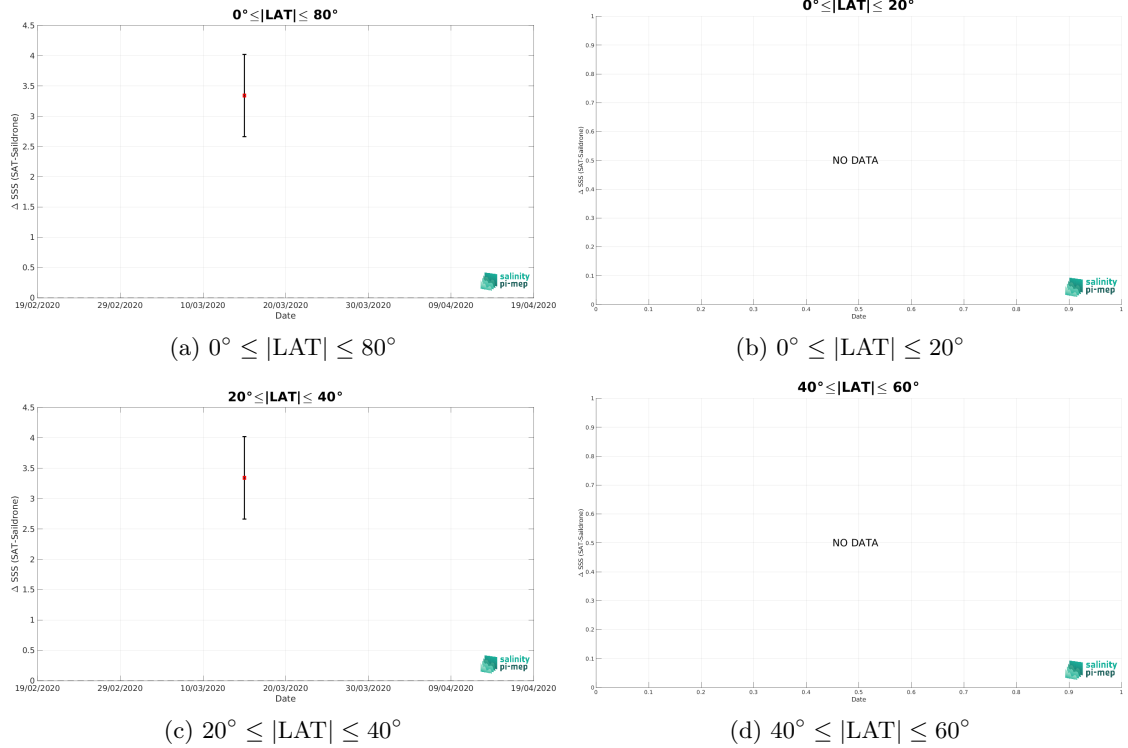 0°≤|LAT|≤ 80°
4.5
4
3.5
3
2.5
2
1.5
1
0.5
0
Δ SSS (SAT-Saildrone)
19/02/2020 29/02/2020 10/03/2020 20/03/2020 30/03/2020 09/04/2020 19/04/2020
Date
salinity
pi-mep
(a) 0° ≤ |LAT| ≤ 80°
0°≤|LAT|≤ 20°
1
0.9
0.8
0.7
0.6
0.5
0.4
0.3
0.2
0.1
0
Δ SSS (SAT-Saildrone)
NO DATA
0 0.1 0.2 0.3 0.4 0.5 0.6 0.7 0.8 0.9 1
Date
salinity
pi-mep
(b) 0° ≤ |LAT| ≤ 20°
20°≤|LAT|≤ 40°
4.5
4
3.5
3
2.5
2
1.5
1
0.5
0
Δ SSS (SAT-Saildrone)
19/02/2020 29/02/2020 10/03/2020 20/03/2020 30/03/2020 09/04/2020 19/04/2020
Date
salinity
pi-mep
(c) 20° ≤ |LAT| ≤ 40°
40°≤|LAT|≤ 60°
1
0.9
0.8
0.7
0.6
0.5
0.4
0.3
0.2
0.1
0
Δ SSS (SAT-Saildrone)
NO DATA
0 0.1 0.2 0.3 0.4 0.5 0.6 0.7 0.8 0.9 1
Date
salinity
pi-mep
(d) 40° ≤ |LAT| ≤ 60°